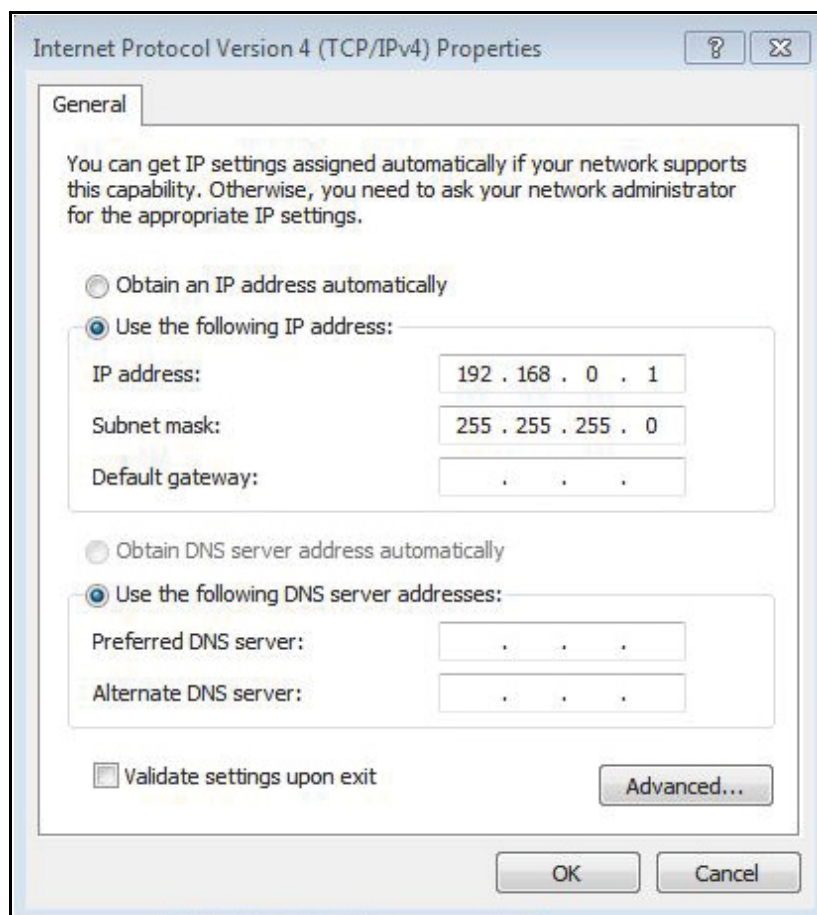 Internet Protocol Version 4 (TCP/IPv4) Properties
General
You can get IP settings assigned automatically if your network supports
this capability. Otherwise, you need to ask your network administrator
for the appropriate IP settings.
Obtain an IP address automatically
Use the following IP address:
IP address: 192 . 168 . 0 . 1
Subnet mask: 255 . 255 . 255 . 0
Default gateway: . . .
Obtain DNS server address automatically
Use the following DNS server addresses:
Preferred DNS server: . . .
Alternate DNS server: . . .
Validate settings upon exit
Advanced...
OK Cancel